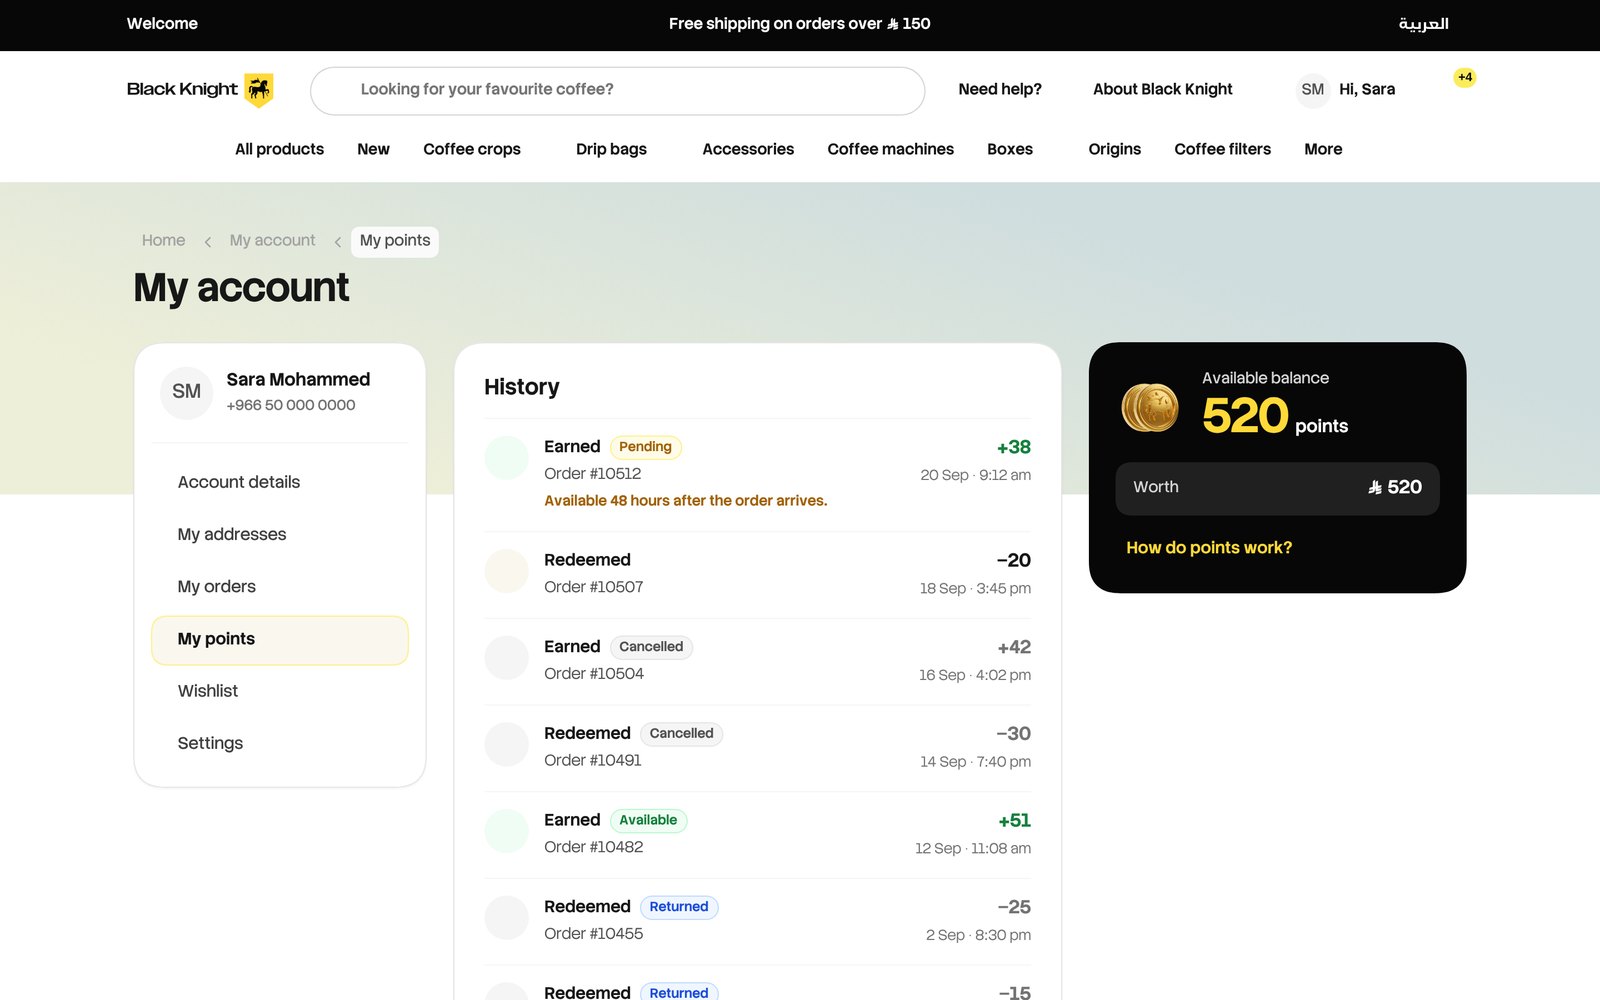 Welcome
Free shipping on orders over 150
العربية
Black Knight
Looking for your favourite coffee?
Need help?
About Black Knight
SM
Hi, Sara
+4
All products
New
Coffee crops
Drip bags
Accessories
Coffee machines
Boxes
Origins
Coffee filters
More
Home
My account
My points
My account
SM
Sara Mohammed
+966 50 000 0000
Account details
My addresses
My orders
My points
Wishlist
Settings
History
Earned Pending +38
Order #10512 20 Sep · 9:12 am
Available 48 hours after the order arrives.
Redeemed −20
Order #10507 18 Sep · 3:45 pm
Earned Cancelled +42
Order #10504 16 Sep · 4:02 pm
Redeemed Cancelled −30
Order #10491 14 Sep · 7:40 pm
Earned Available +51
Order #10482 12 Sep · 11:08 am
Redeemed Returned −25
Order #10455 2 Sep · 8:30 pm
Redeemed Returned −15
Available balance
520 points
Worth 520
How do points work?